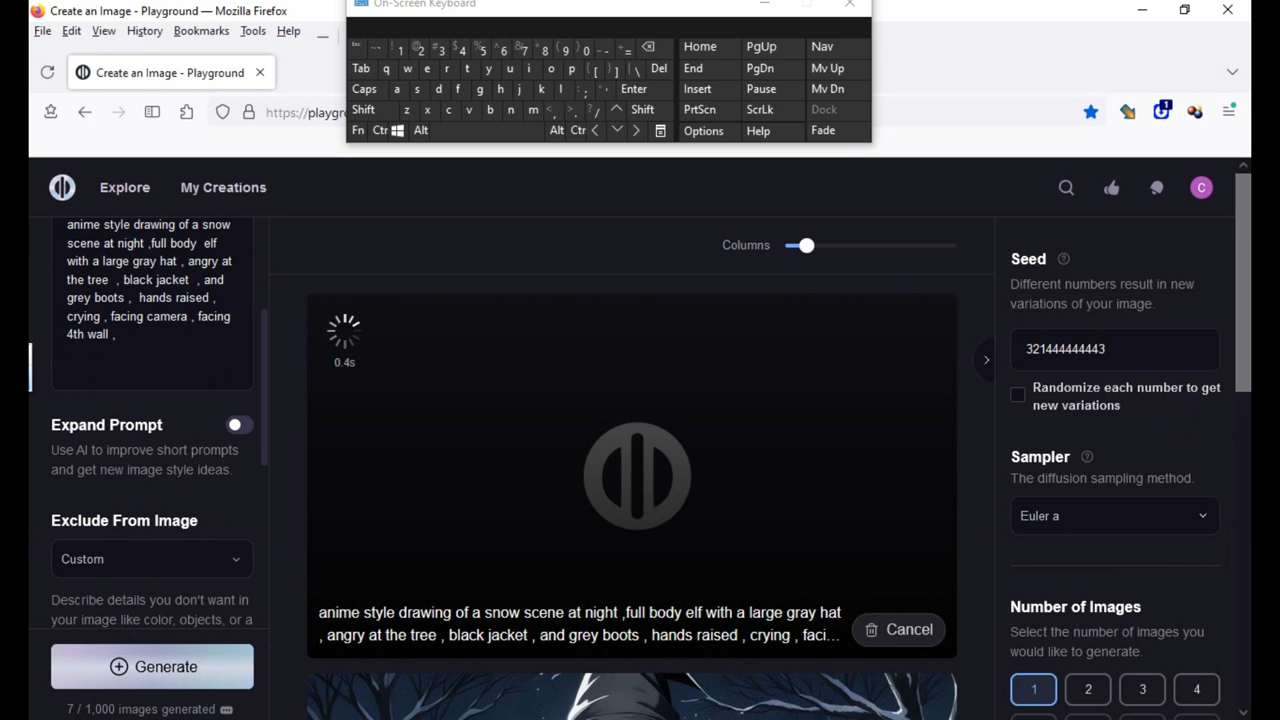 Create an Image - Playground — Mozilla Firefox
On-Screen Keyboard
File Edit View History Bookmarks Tools Help
Create an Image - Playground
https://playgr
Esc ~` !1 @2 #3 $4 %5 ^6 &7 *8 (9 )0 _- += Home PgUp Nav
Tab q w e r t y u i o p {[ }] |\ Del End PgDn Mv Up
Caps a s d f g h j k l :; "' Enter Insert Pause Mv Dn
Shift z x c v b n m <, >. ?/ Shift PrtScn ScrLk Dock
Fn Ctr Alt Alt Ctr Options Help Fade
1
Explore My Creations
C
anime style drawing of a snow
scene at night ,full body elf
with a large gray hat , angry at
the tree , black jacket , and
grey boots , hands raised ,
crying , facing camera , facing
4th wall ,
Expand Prompt
Use AI to improve short prompts
and get new image style ideas.
Exclude From Image
Custom
Describe details you don't want in
your image like color, objects, or a
Generate
7 / 1,000 images generated
Columns
0.4s
anime style drawing of a snow scene at night ,full body elf with a large gray hat
, angry at the tree , black jacket , and grey boots , hands raised , crying , faci...
Cancel
Seed
Different numbers result in new
variations of your image.
321444444443
Randomize each number to get
new variations
Sampler
The diffusion sampling method.
Euler a
Number of Images
Select the number of images you
would like to generate.
1 2 3 4